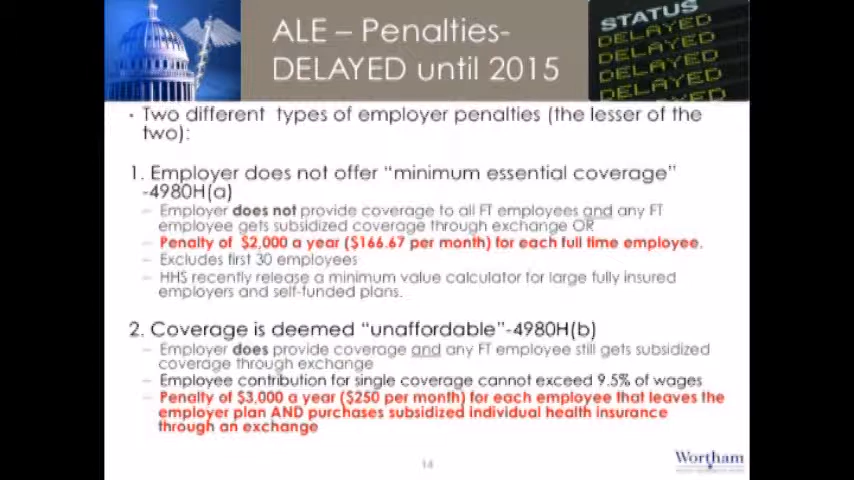 ALE – Penalties-
DELAYED until 2015
STATUS
DELAYED
DELAYED
DELAYED
DELAYED
DELAYED
• Two different types of employer penalties (the lesser of the
two):
1. Employer does not offer “minimum essential coverage”
-4980H(a)
– Employer does not provide coverage to all FT employees and any FT
employee gets subsidized coverage through exchange OR
– Penalty of $2,000 a year ($166.67 per month) for each full time employee.
– Excludes first 30 employees
– HHS recently release a minimum value calculator for large fully insured
employers and self-funded plans.
2. Coverage is deemed “unaffordable”-4980H(b)
– Employer does provide coverage and any FT employee still gets subsidized
coverage through exchange
– Employee contribution for single coverage cannot exceed 9.5% of wages
– Penalty of $3,000 a year ($250 per month) for each employee that leaves the
employer plan AND purchases subsidized individual health insurance
through an exchange
14
Wortham